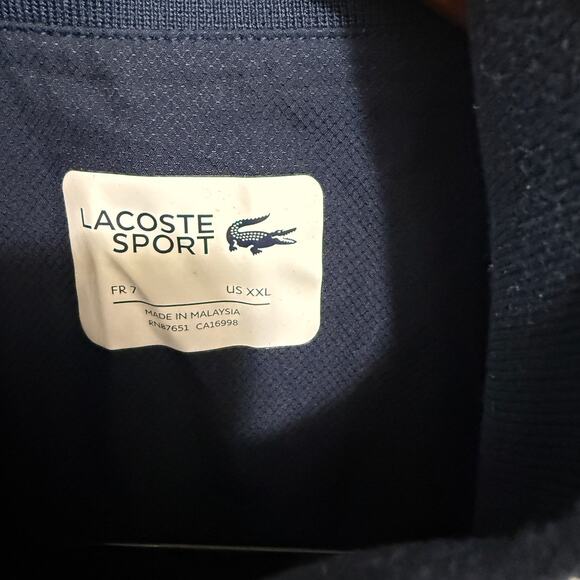 LACOSTE
SPORT
FR 7 US XXL
MADE IN MALAYSIA
RN87651 CA16998